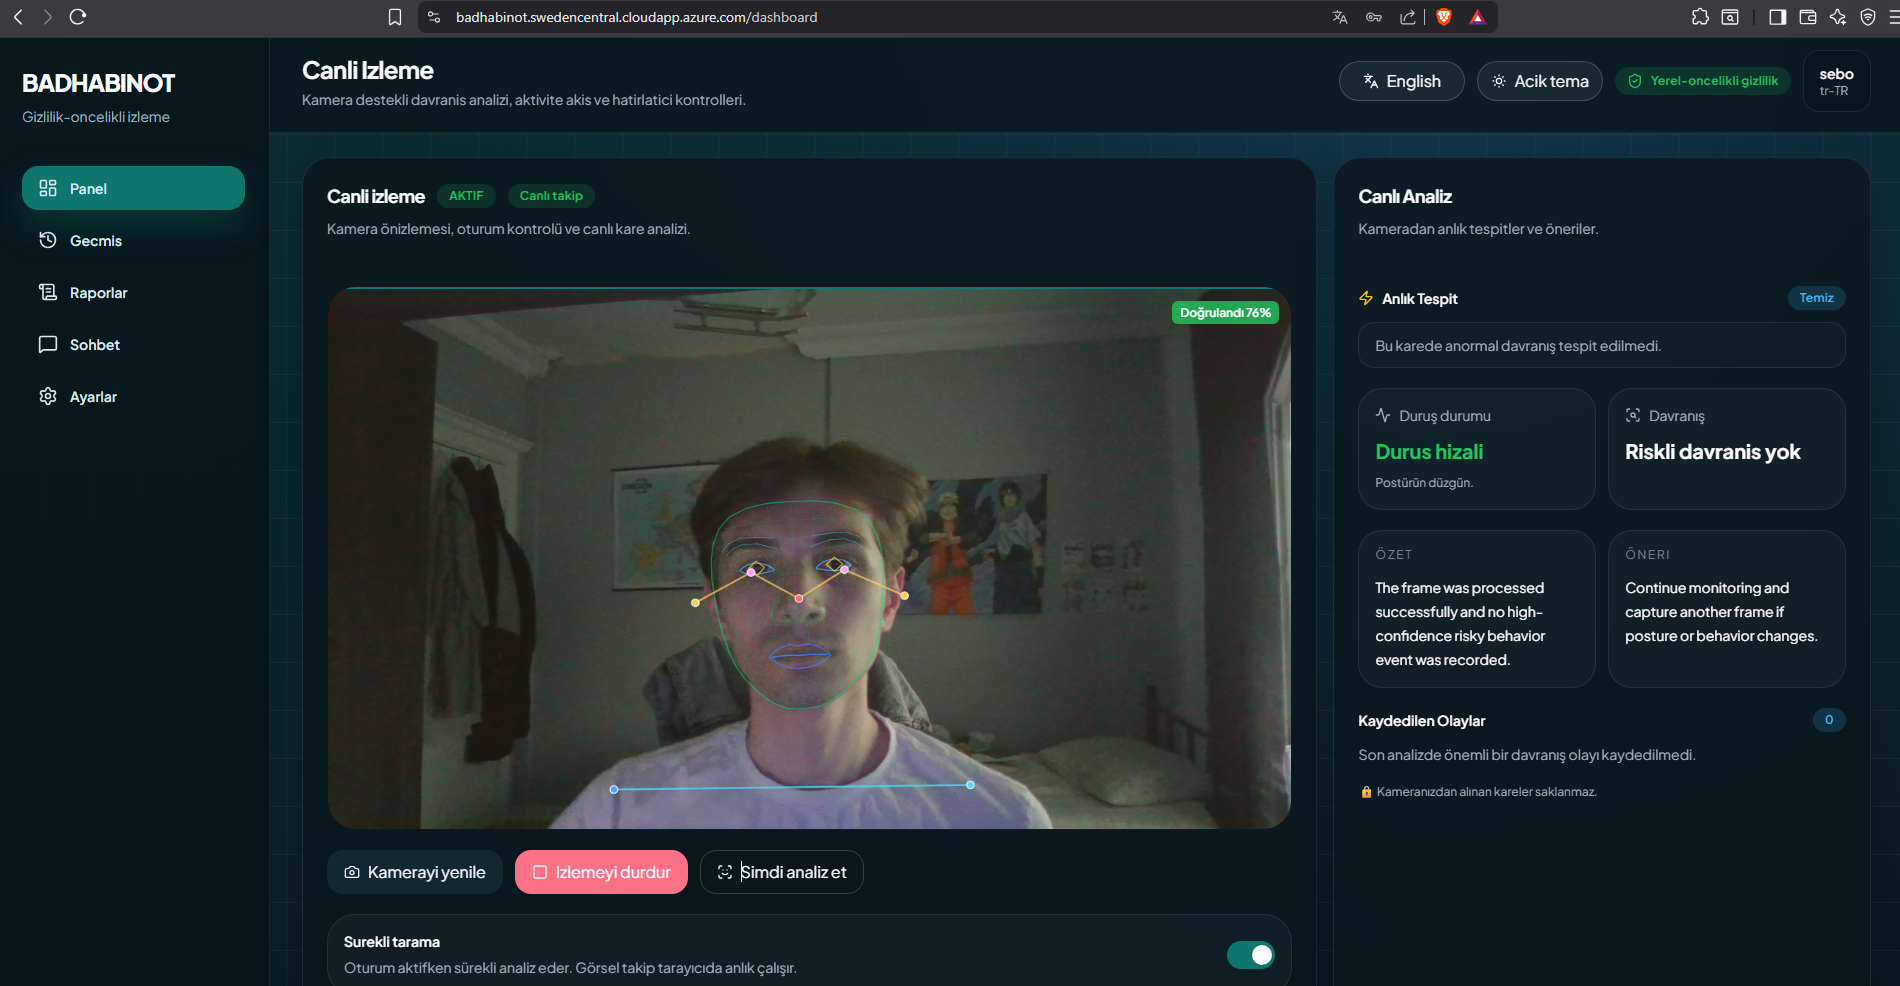 badhabinot.swedencentral.cloudapp.azure.com/dashboard
BADHABINOT
Gizlilik-oncelikli izleme
Panel
Gecmis
Raporlar
Sohbet
Ayarlar
Canli Izleme
Kamera destekli davranis analizi, aktivite akis ve hatirlatici kontrolleri.
English
Acik tema
Yerel-oncelikli gizlilik
sebo
tr-TR
Canli izleme
AKTIF
Canlı takip
Kamera önizlemesi, oturum kontrolü ve canlı kare analizi.
Doğrulandı 76%
Kamerayi yenile
Izlemeyi durdur
Simdi analiz et
Surekli tarama
Oturum aktifken sürekli analiz eder. Görsel takip tarayıcıda anlık çalışır.
Canlı Analiz
Kameradan anlık tespitler ve öneriler.
Anlık Tespit
Temiz
Bu karede anormal davranış tespit edilmedi.
Duruş durumu
Durus hizali
Postürün düzgün.
Davranış
Riskli davranis yok
ÖZET
The frame was processed
successfully and no high-
confidence risky behavior
event was recorded.
ÖNERI
Continue monitoring and
capture another frame if
posture or behavior changes.
Kaydedilen Olaylar
0
Son analizde önemli bir davranış olayı kaydedilmedi.
Kameranızdan alınan kareler saklanmaz.